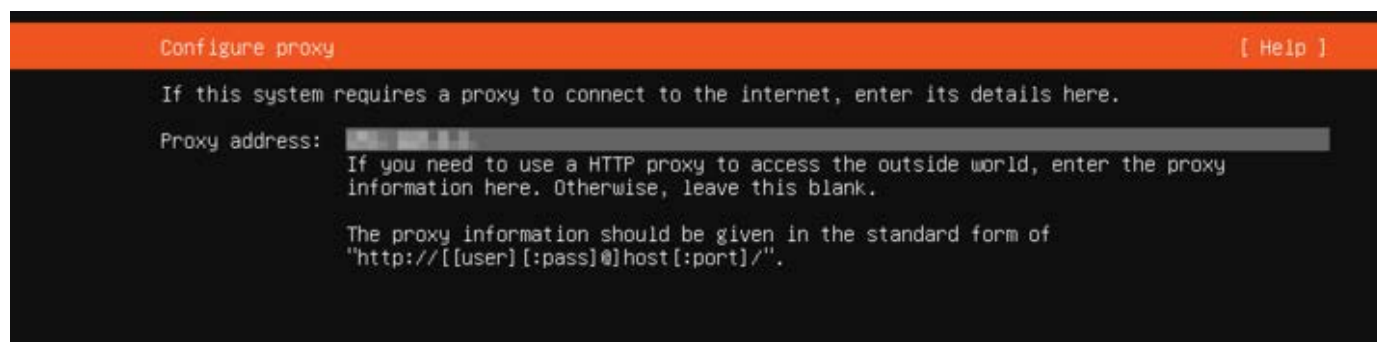 Configure proxy [ Help ]
If this system requires a proxy to connect to the internet, enter its details here.
Proxy address:
If you need to use a HTTP proxy to access the outside world, enter the proxy
information here. Otherwise, leave this blank.
The proxy information should be given in the standard form of
"http://[[user][:pass]@]host[:port]/".